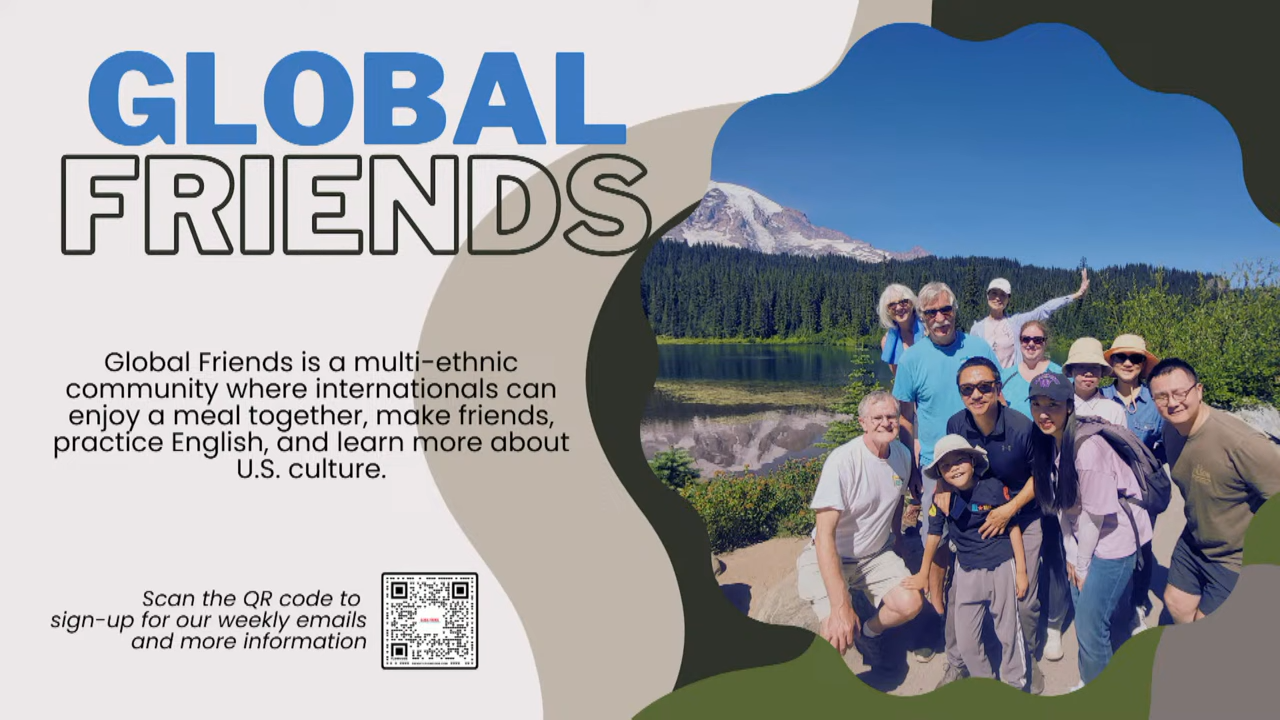 GLOBAL
FRIENDS
Global Friends is a multi-ethnic
community where internationals can
enjoy a meal together, make friends,
practice English, and learn more about
U.S. culture.
Scan the QR code to
sign-up for our weekly emails
and more information